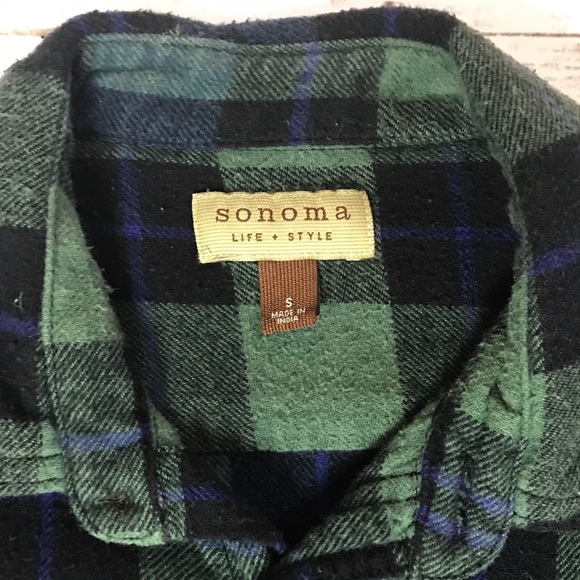 sonoma
LIFE + STYLE
S
MADE IN
INDIA